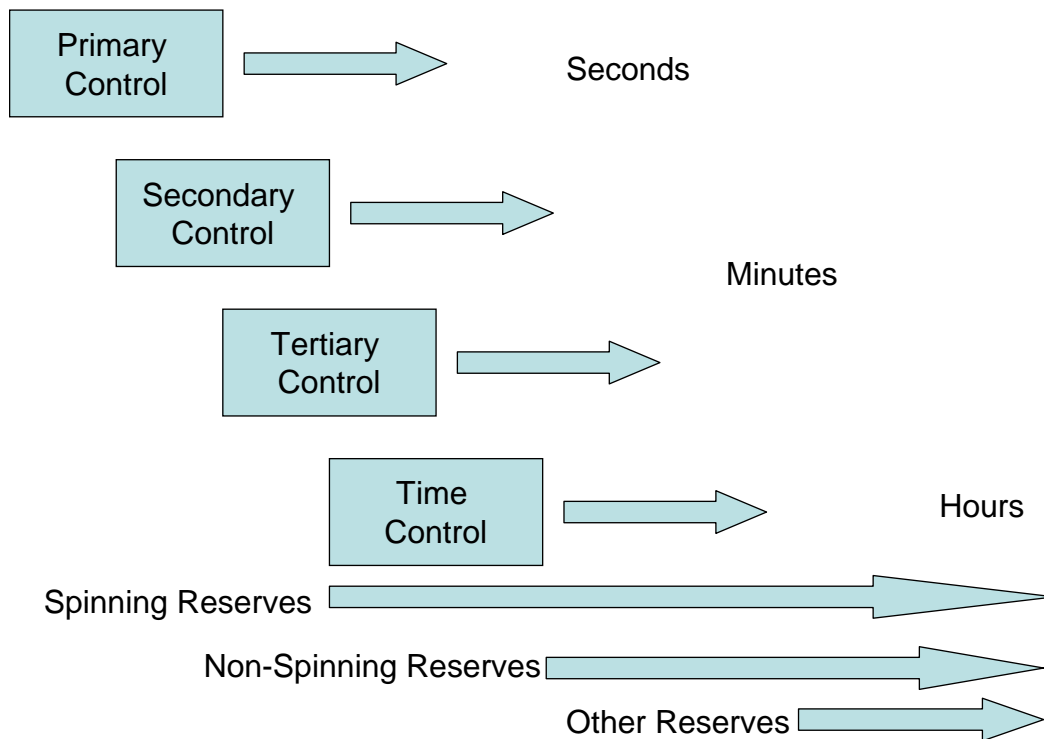 Primary
Control
Seconds
Secondary
Control
Minutes
Tertiary
Control
Time
Control
Hours
Spinning Reserves
Non-Spinning Reserves
Other Reserves